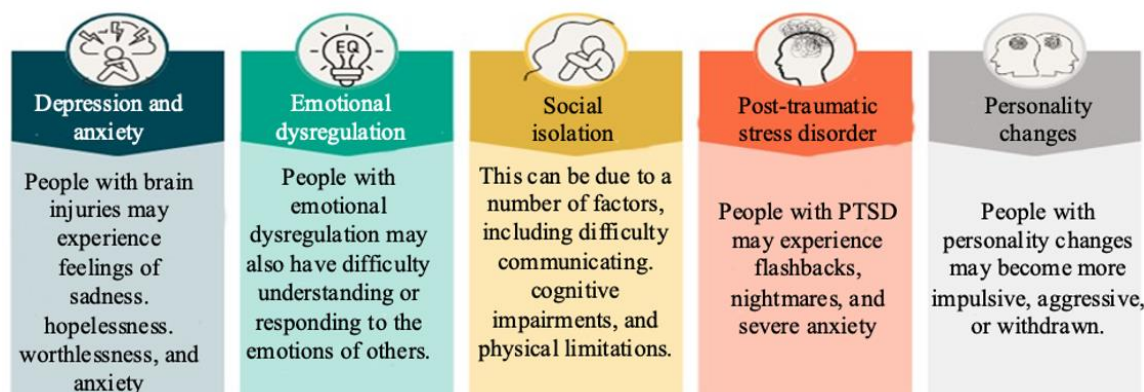 Depression and
anxiety
People with brain
injuries may
experience
feelings of
sadness.
hopelessness.
worthlessness, and
anxiety
EQ
Emotional
dysregulation
People with
emotional
dysregulation may
also have difficulty
understanding or
responding to the
emotions of others.
Social
isolation
This can be due to a
number of factors,
including difficulty
communicating.
cognitive
impairments, and
physical limitations.
Post-traumatic
stress disorder
People with PTSD
may experience
flashbacks,
nightmares, and
severe anxiety
Personality
changes
People with
personality changes
may become more
impulsive, aggressive,
or withdrawn.